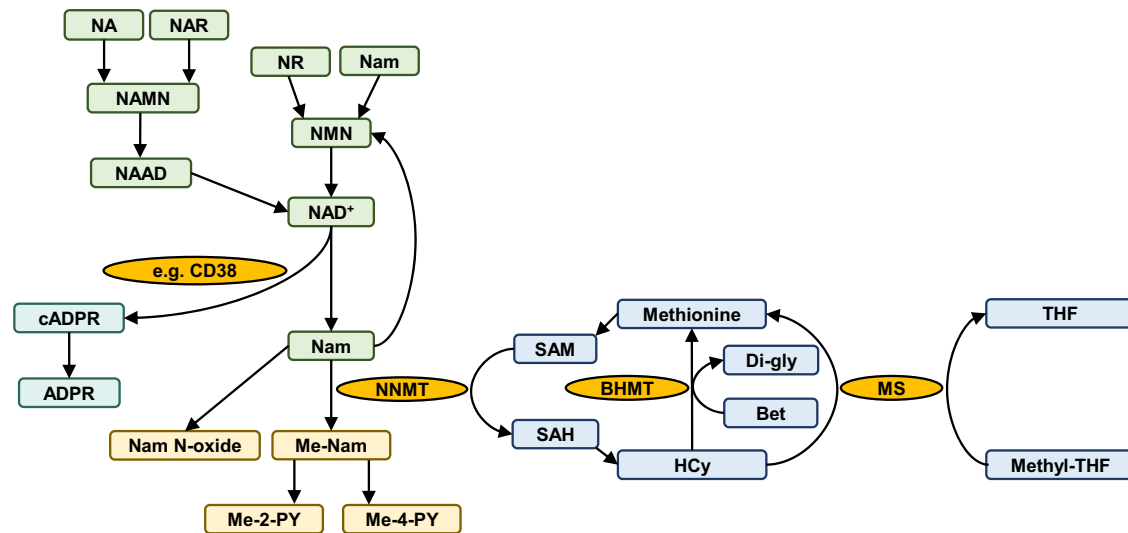 NA
NAR
NR
Nam
NAMN
NMN
NAAD
NAD⁺
e.g. CD38
cADPR
Nam
ADPR
Nam N-oxide
Me-Nam
Me-2-PY
Me-4-PY
NNMT
SAM
SAH
Methionine
BHMT
Di-gly
Bet
HCy
MS
THF
Methyl-THF